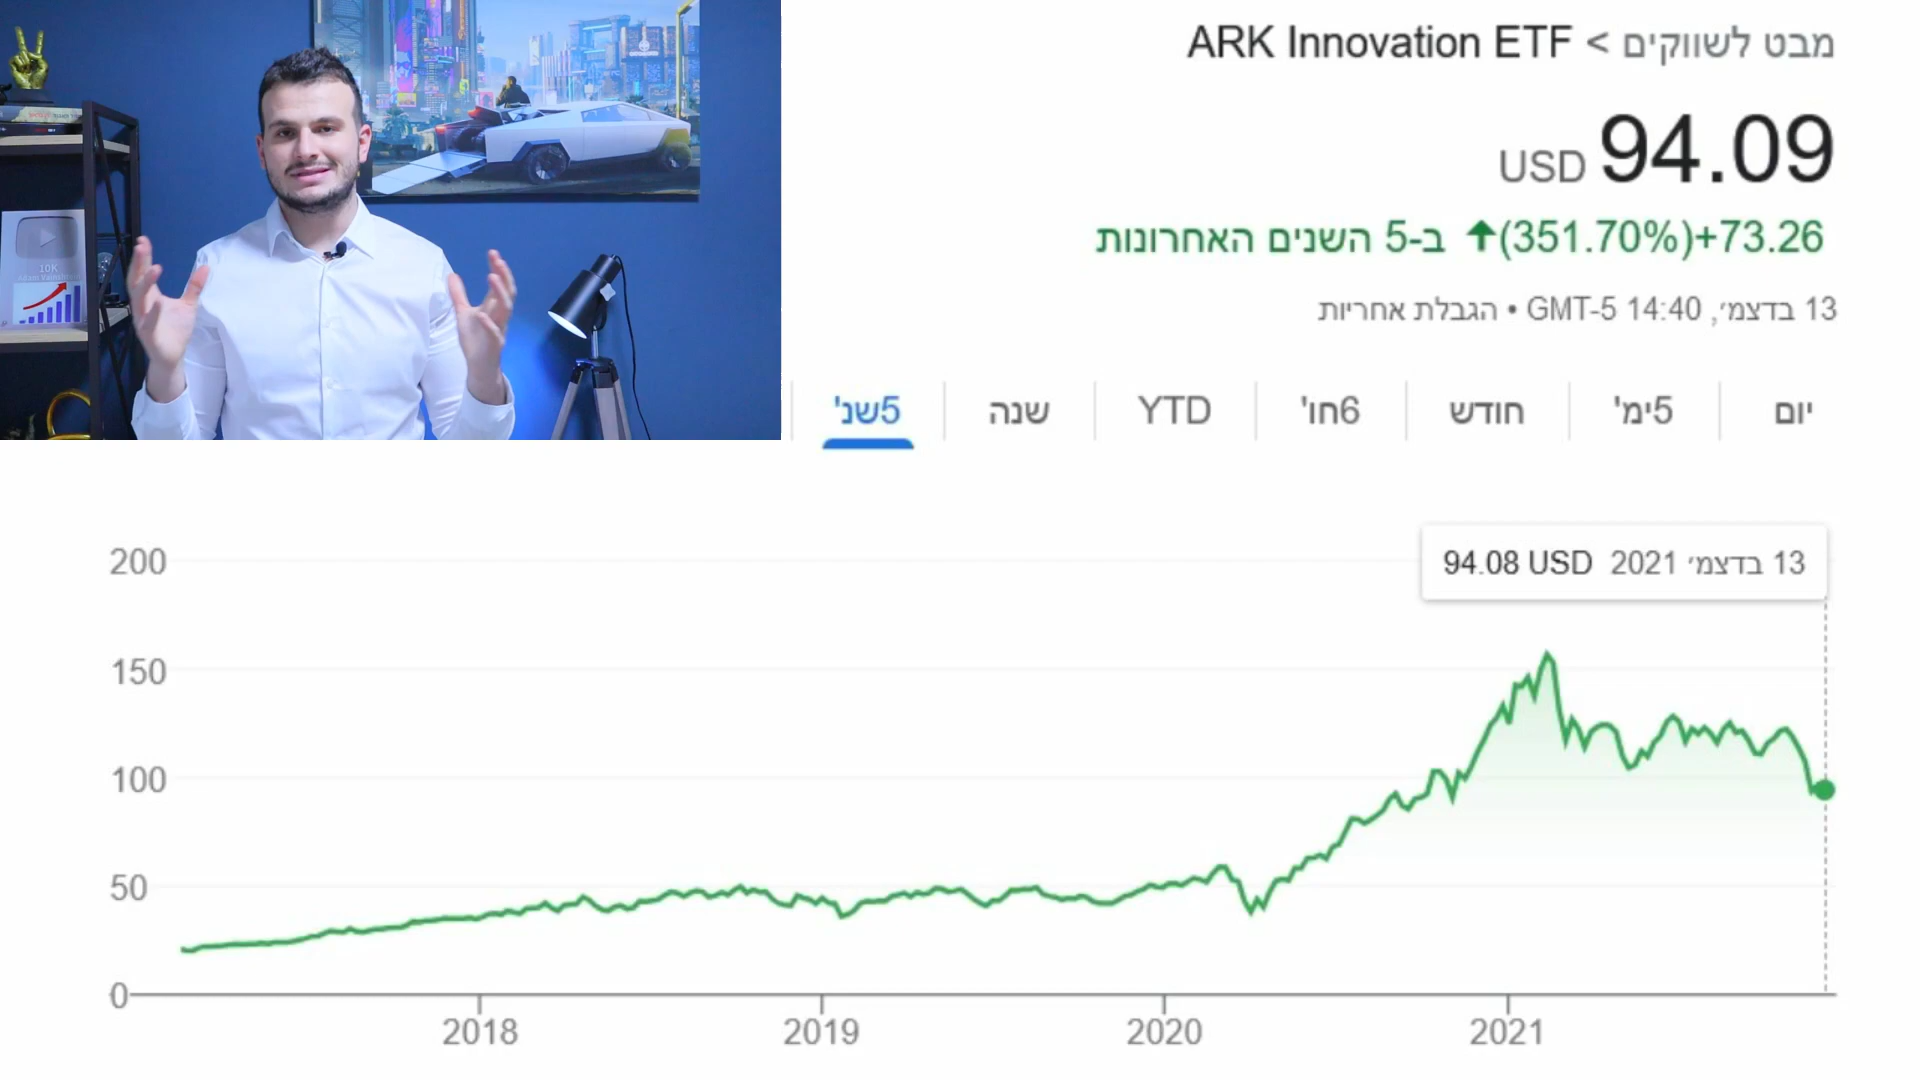 מבט לשווקים > ARK Innovation ETF
94.09 USD
+73.26(351.70%)↑ ב-5 השנים האחרונות
13 בדצמ׳, 14:40 GMT-5 • הגבלת אחריות
יום
5ימ'
חודש
6חו'
YTD
שנה
5שנ'
10K
94.08 USD 13 בדצמ׳ 2021
200
150
100
50
0
2018
2019
2020
2021